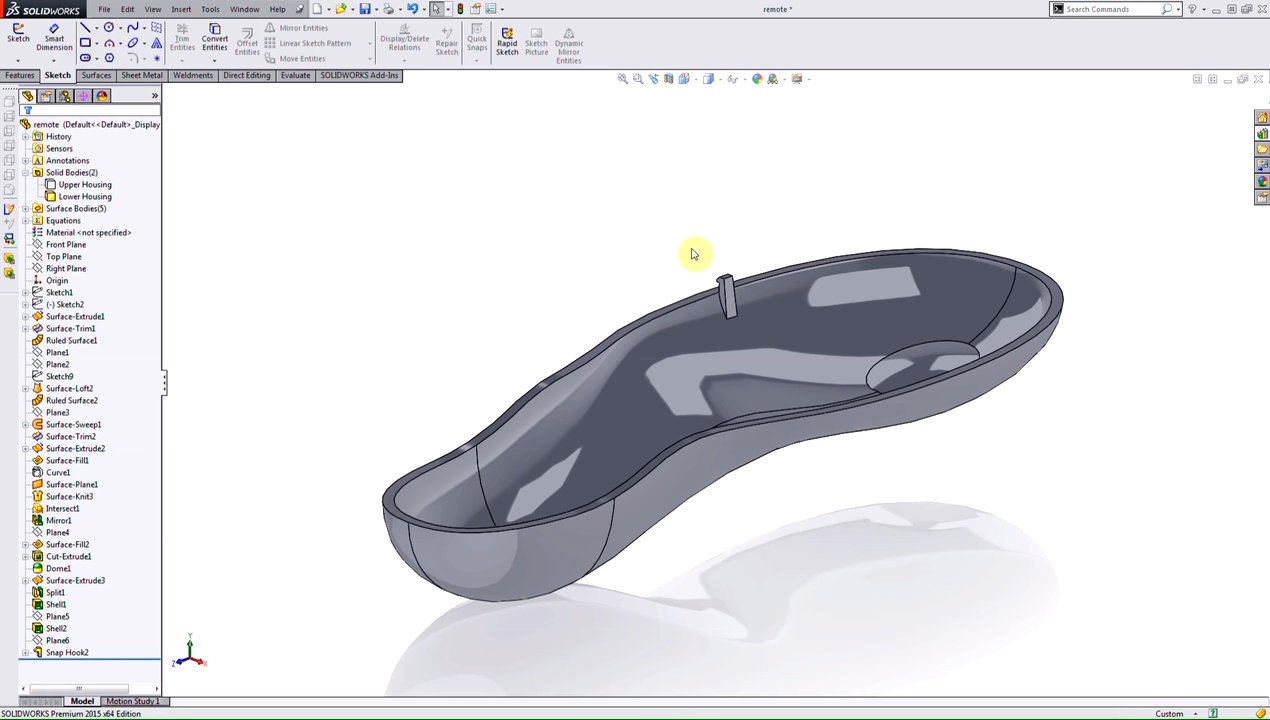 SOLIDWORKS File Edit View Insert Tools Window Help remote * Search Commands
Sketch Smart Dimension Trim Entities Convert Entities Offset Entities Mirror Entities Linear Sketch Pattern Move Entities Display/Delete Relations Repair Sketch Quick Snaps Rapid Sketch Sketch Picture Dynamic Mirror Entities
Features Sketch Surfaces Sheet Metal Weldments Direct Editing Evaluate SOLIDWORKS Add-Ins
remote (Default<<Default>_Display
History
Sensors
Annotations
Solid Bodies(2)
Upper Housing
Lower Housing
Surface Bodies(5)
Equations
Material <not specified>
Front Plane
Top Plane
Right Plane
Origin
Sketch1
(-) Sketch2
Surface-Extrude1
Surface-Trim1
Ruled Surface1
Plane1
Plane2
Sketch9
Surface-Loft2
Ruled Surface2
Plane3
Surface-Sweep1
Surface-Trim2
Surface-Extrude2
Surface-Fill1
Curve1
Surface-Plane1
Surface-Knit3
Intersect1
Mirror1
Plane4
Surface-Fill2
Cut-Extrude1
Dome1
Surface-Extrude3
Split1
Shell1
Plane5
Shell2
Plane6
Snap Hook2
Y
Z X
Model Motion Study 1
SOLIDWORKS Premium 2015 x64 Edition Custom